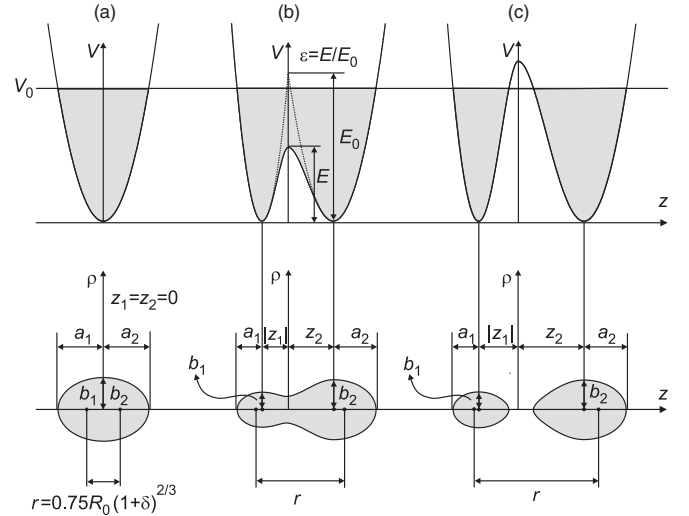 (a) (b) (c)
V V ε=E/E₀ V
V₀
E₀
E
z
ρ ρ ρ
z₁=z₂=0
a₁ a₂ a₁ |z₁| z₂ a₂ a₁ |z₁| z₂ a₂
b₁ b₂ b₁ b₂ b₁ b₂
z
r=0.75R₀(1+δ)^2/3 r r